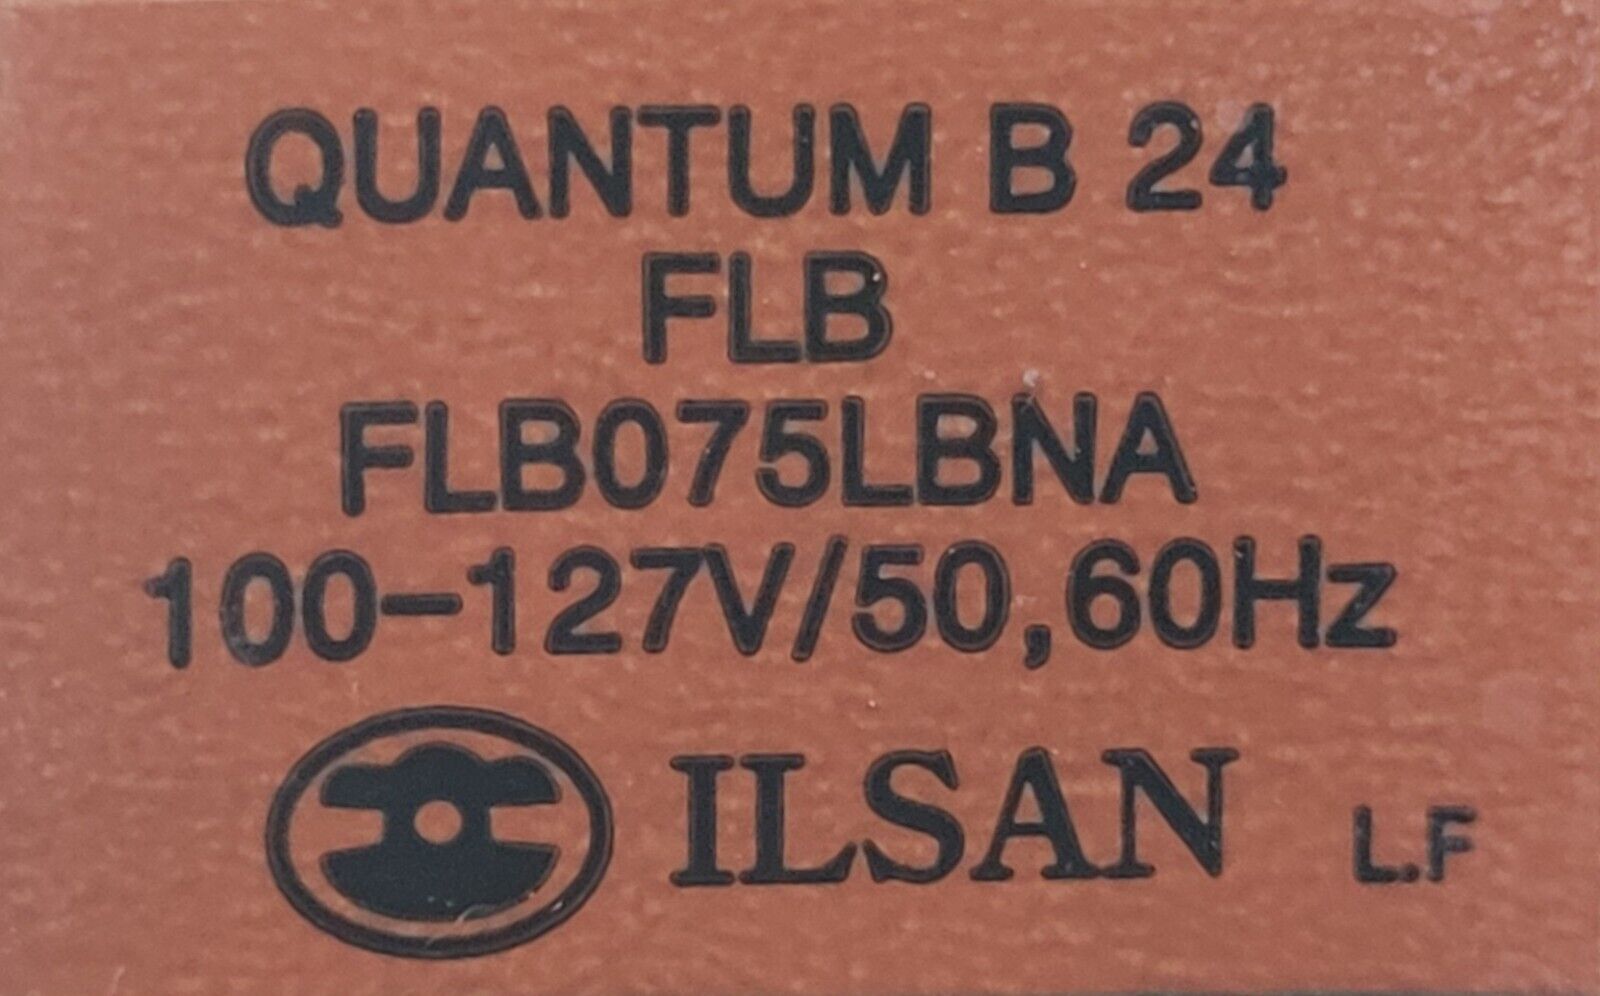 QUANTUM B 24
FLB
FLB075LBNA
100-127V/50,60Hz
ILSAN L.F